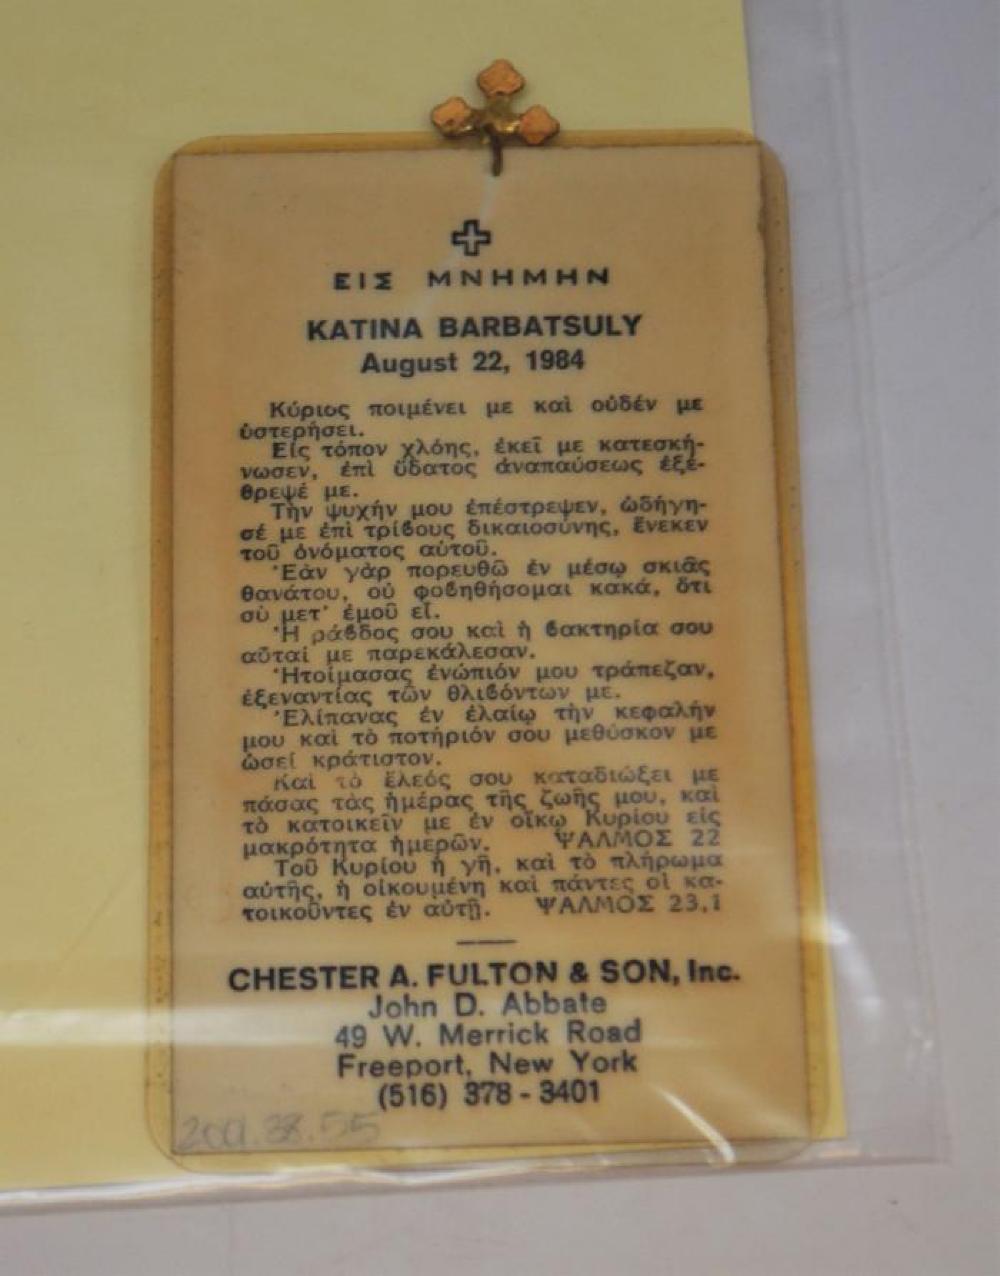 ΕΙΣ ΜΝΗΜΗΝ
KATINA BARBATSULY
August 22, 1984
Κύριος ποιμένει με καὶ οὐδέν με
ὑστερήσει.
Εἰς τόπον χλόης, ἐκεῖ με κατεσκή-
νωσεν, ἐπὶ ὕδατος ἀναπαύσεως ἐξέ-
θρεψέ με.
Τὴν ψυχήν μου ἐπέστρεψεν, ὡδήγη-
σέ με ἐπὶ τρίβους δικαιοσύνης, ἕνεκεν
τοῦ ὀνόματος αὐτοῦ.
Ἐὰν γὰρ πορευθῶ ἐν μέσῳ σκιᾶς
θανάτου, οὐ φοβηθήσομαι κακά, ὅτι
σὺ μετ' ἐμοῦ εἶ.
Ἡ ράβδος σου καὶ ἡ βακτηρία σου
αὗταί με παρεκάλεσαν.
Ἡτοίμασας ἐνώπιόν μου τράπεζαν,
ἐξεναντίας τῶν θλιβόντων με.
Ἐλίπανας ἐν ἐλαίῳ τὴν κεφαλήν
μου καὶ τὸ ποτήριόν σου μεθύσκον με
ὡσεί κράτιστον.
Καὶ τὸ ἔλεός σου καταδιώξει με
πάσας τὰς ἡμέρας τῆς ζωῆς μου, καὶ
τὸ κατοικεῖν με ἐν οἴκῳ Κυρίου εἰς
μακρότητα ἡμερῶν. ΨΑΛΜΟΣ 22
Τοῦ Κυρίου ἡ γῆ, καὶ τὸ πλήρωμα
αὐτῆς, ἡ οἰκουμένη καὶ πάντες οἱ κα-
τοικοῦντες ἐν αὐτῇ. ΨΑΛΜΟΣ 23,1
CHESTER A. FULTON & SON, Inc.
John D. Abbate
49 W. Merrick Road
Freeport, New York
(516) 378 - 3401